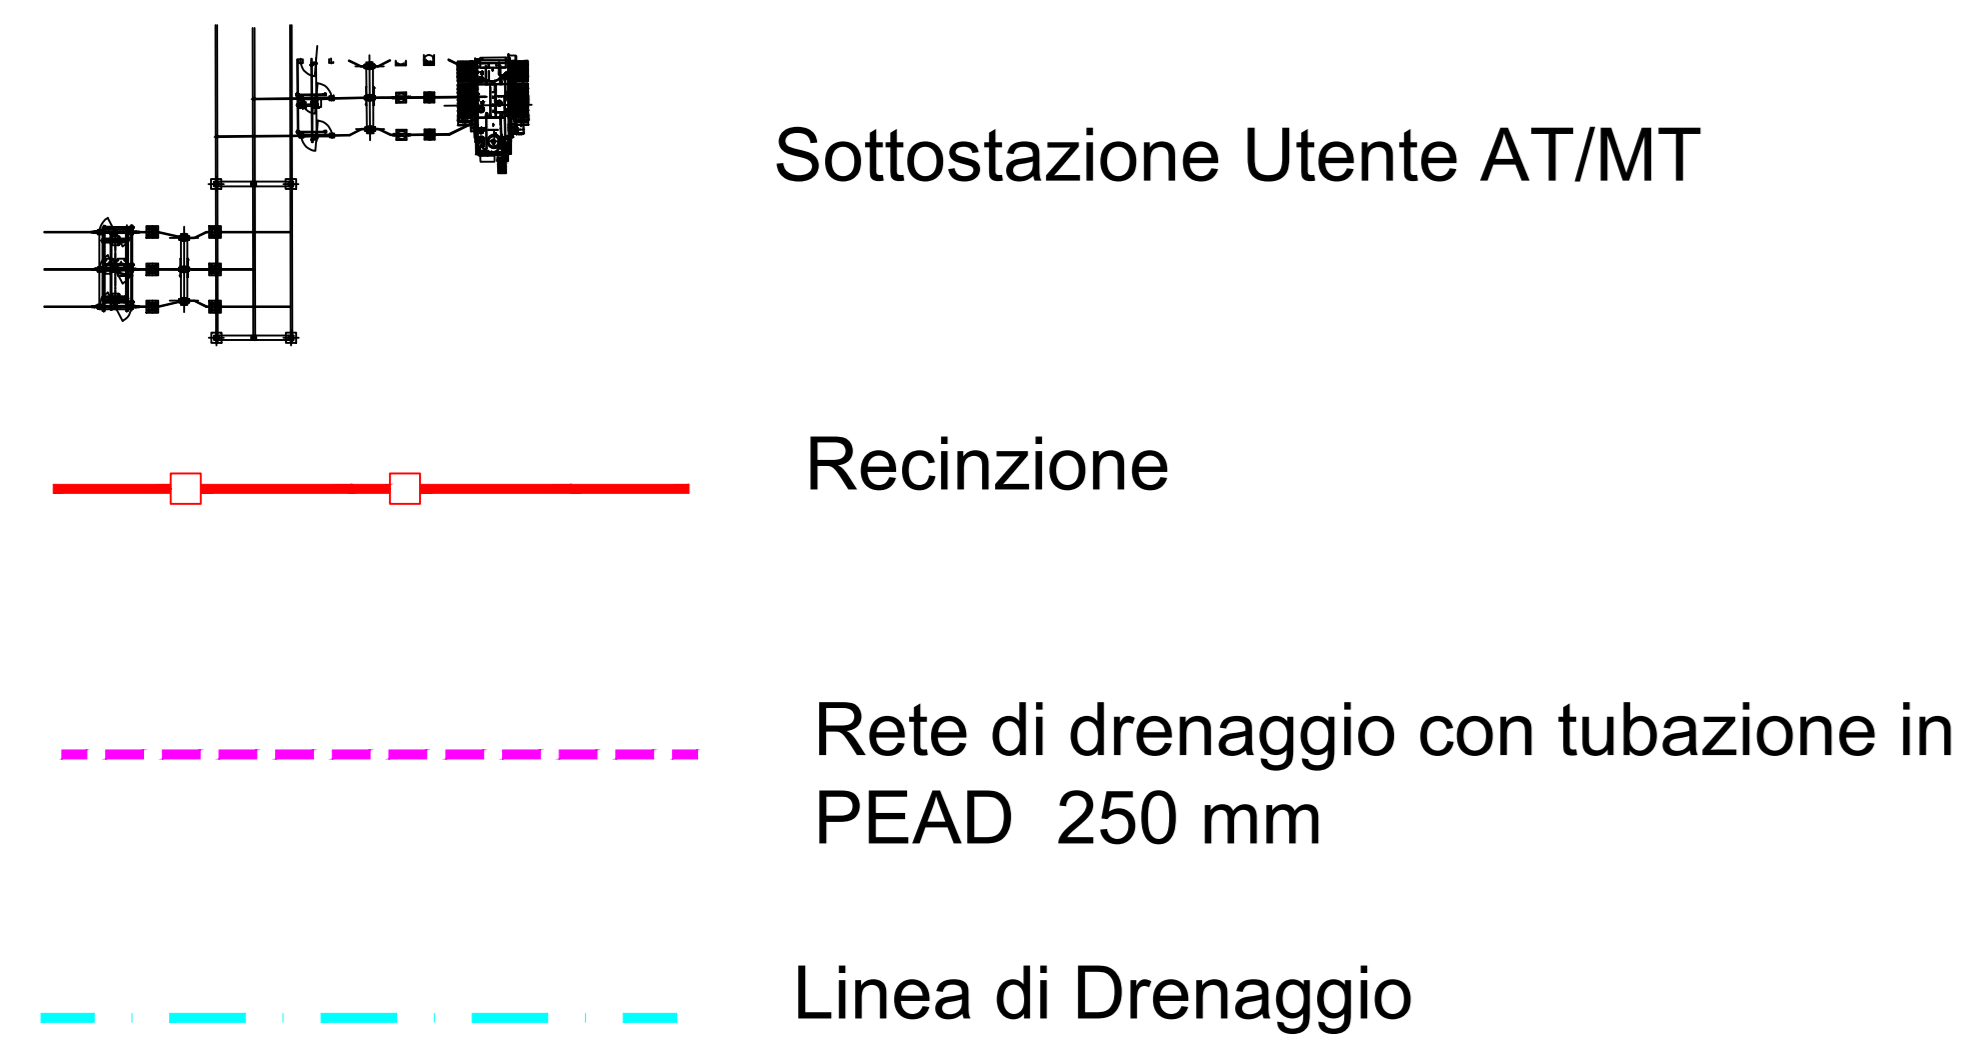 Sottostazione Utente AT/MT
Recinzione
Rete di drenaggio con tubazione in
PEAD  250 mm
Linea di Drenaggio